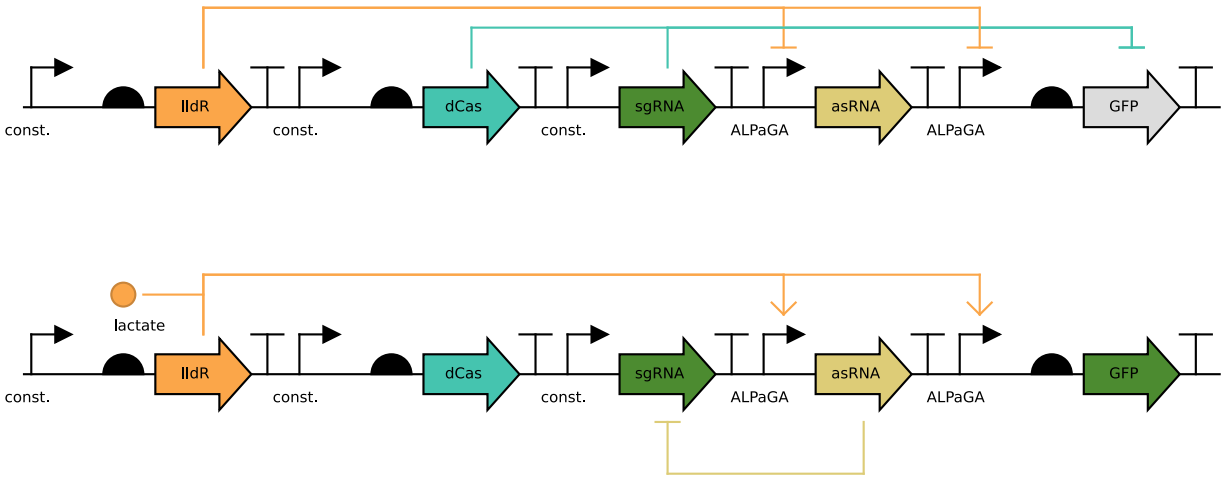 lldR dCas sgRNA asRNA GFP
const. const. const. ALPaGA ALPaGA
lactate
lldR dCas sgRNA asRNA GFP
const. const. const. ALPaGA ALPaGA